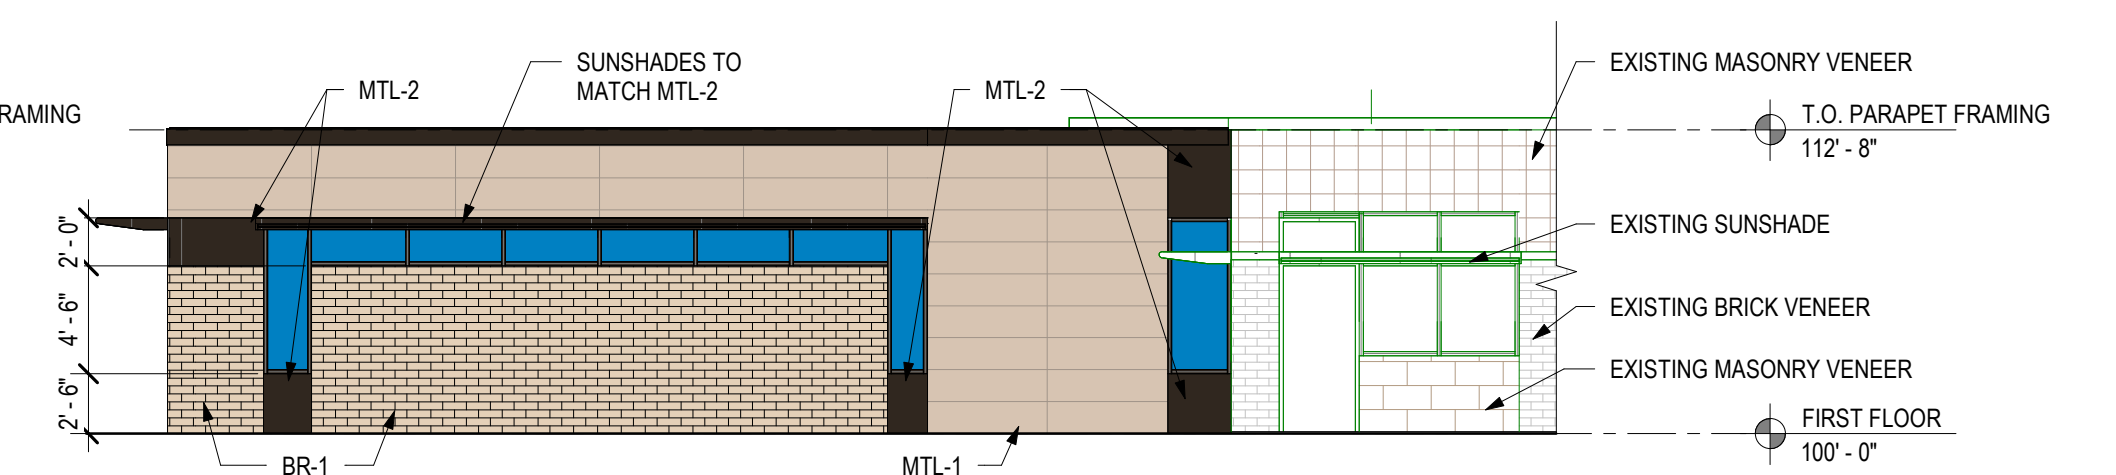 SUNSHADES TO
MATCH MTL-2
MTL-2
MTL-2
EXISTING MASONRY VENEER
RAMING
T.O. PARAPET FRAMING
112' - 8"
2' - 0"
EXISTING SUNSHADE
4' - 6"
EXISTING BRICK VENEER
EXISTING MASONRY VENEER
2' - 6"
FIRST FLOOR
100' - 0"
BR-1
MTL-1